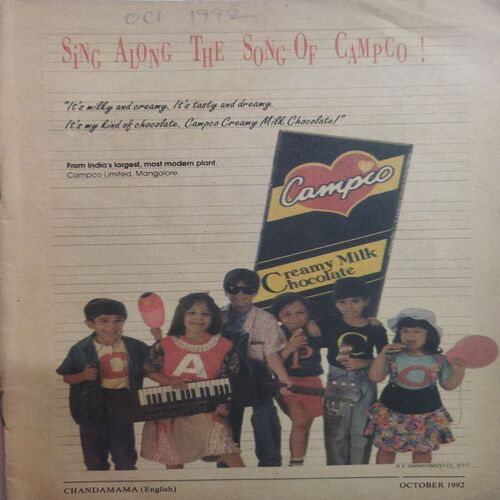 OCT 1992
SING ALONG THE SONG OF CAMPCO !
"It's milky and creamy, It's tasty and dreamy.
It's my kind of chocolate, Campco Creamy Milk Chocolate!"
From India's largest, most modern plant.
Campco Limited, Mangalore.
Campco
Creamy Milk
Chocolate
C A P C O
CHANDAMAMA (English)
OCTOBER 1992